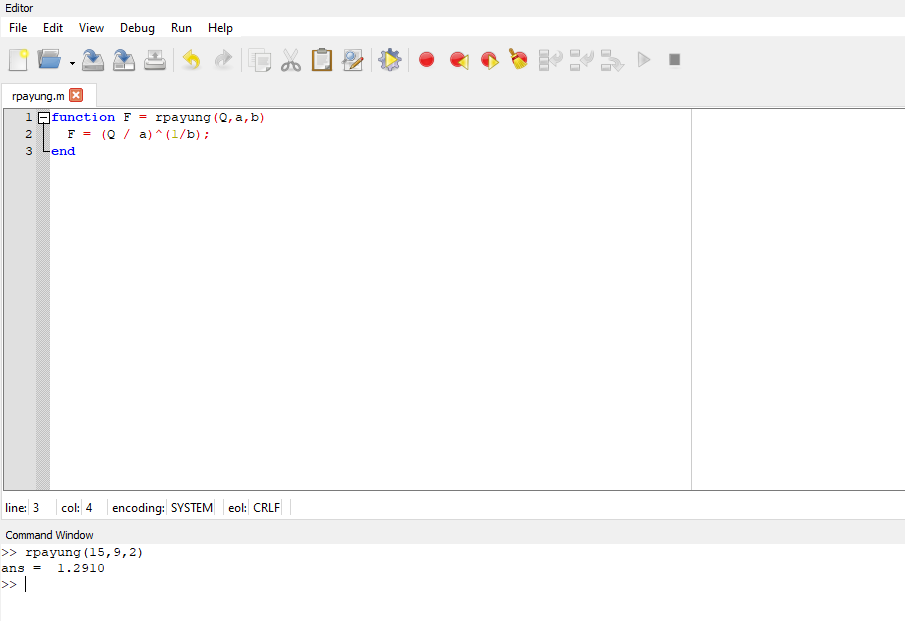 Editor
File Edit View Debug Run Help
rpayung.m
1 function F = rpayung(Q,a,b)
2 F = (Q / a)^(1/b);
3 end
line: 3 col: 4 encoding: SYSTEM eol: CRLF
Command Window
>> rpayung(15,9,2)
ans = 1.2910
>>